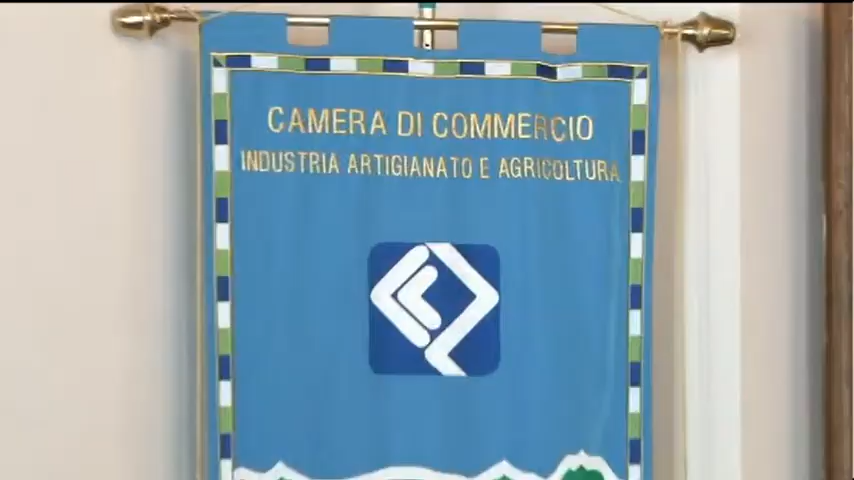 CAMERA DI COMMERCIO
INDUSTRIA ARTIGIANATO E AGRICOLTURA